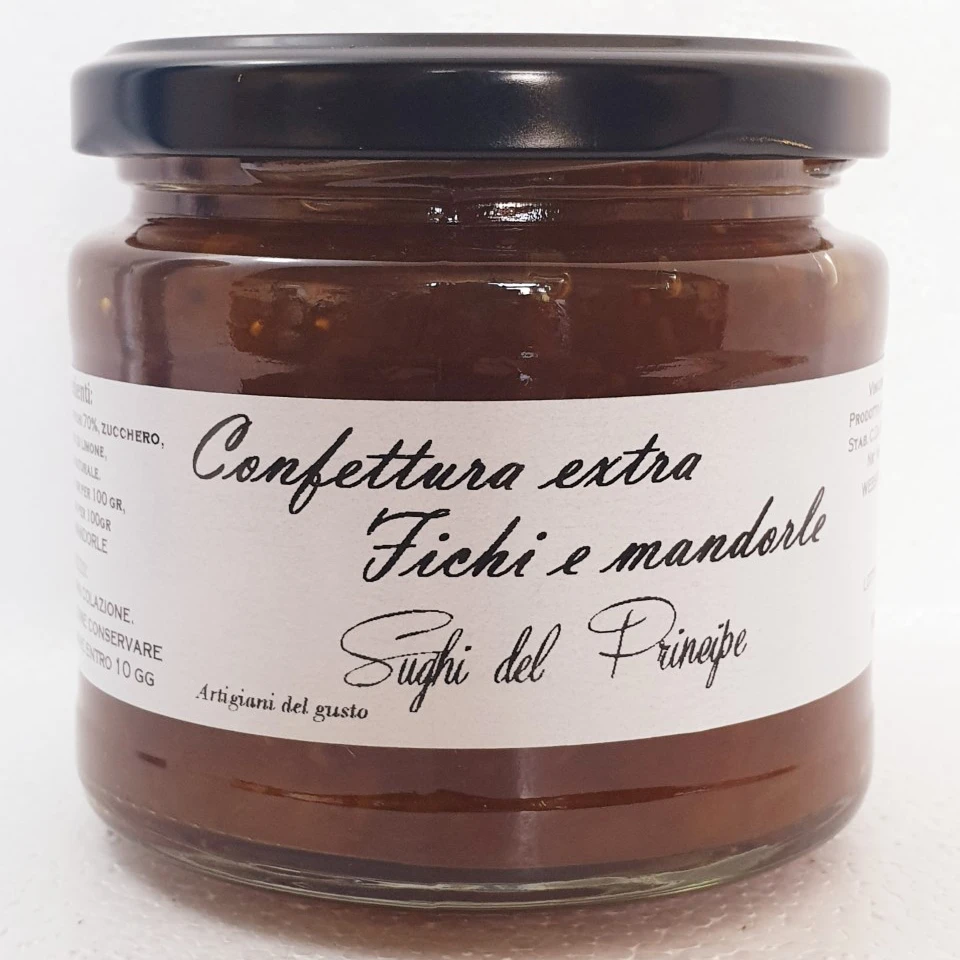 70%, ZUCCHERO,
LIMONE,
PER 100 GR,
PER 100GR
COLAZIONE.
CONSERVARE
ENTRO 10 GG
Confettura extra
Fichi e mandorle
Sughi del Principe
Artigiani del gusto